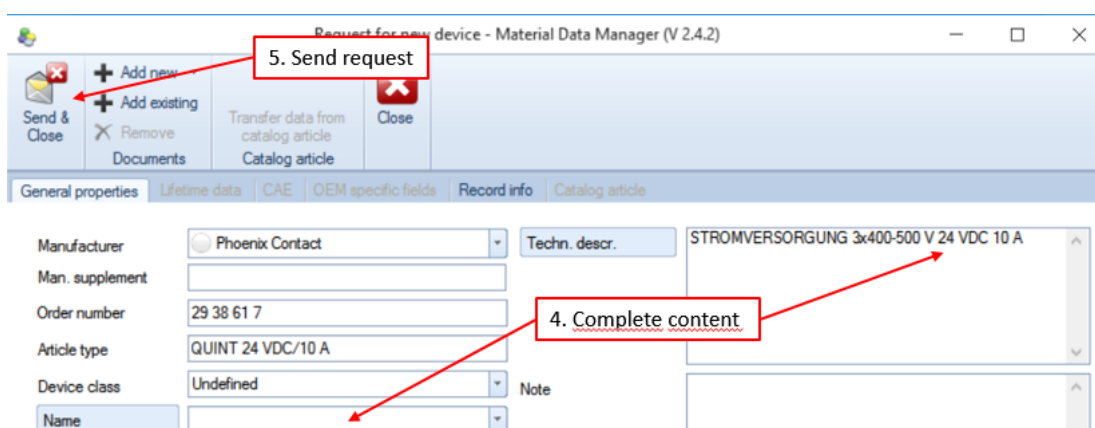 Request for new device - Material Data Manager (V 2.4.2)
5. Send request
Send &
Close
Add new
Add existing
Remove
Documents
Transfer data from
catalog article
Catalog article
Close
General properties Lifetime data CAE OEM specific fields Record info Catalog article
Manufacturer Phoenix Contact Techn. descr. STROMVERSORGUNG 3x400-500 V 24 VDC 10 A
Man. supplement
Order number 29 38 61 7
4. Complete content
Article type QUINT 24 VDC/10 A
Device class Undefined Note
Name